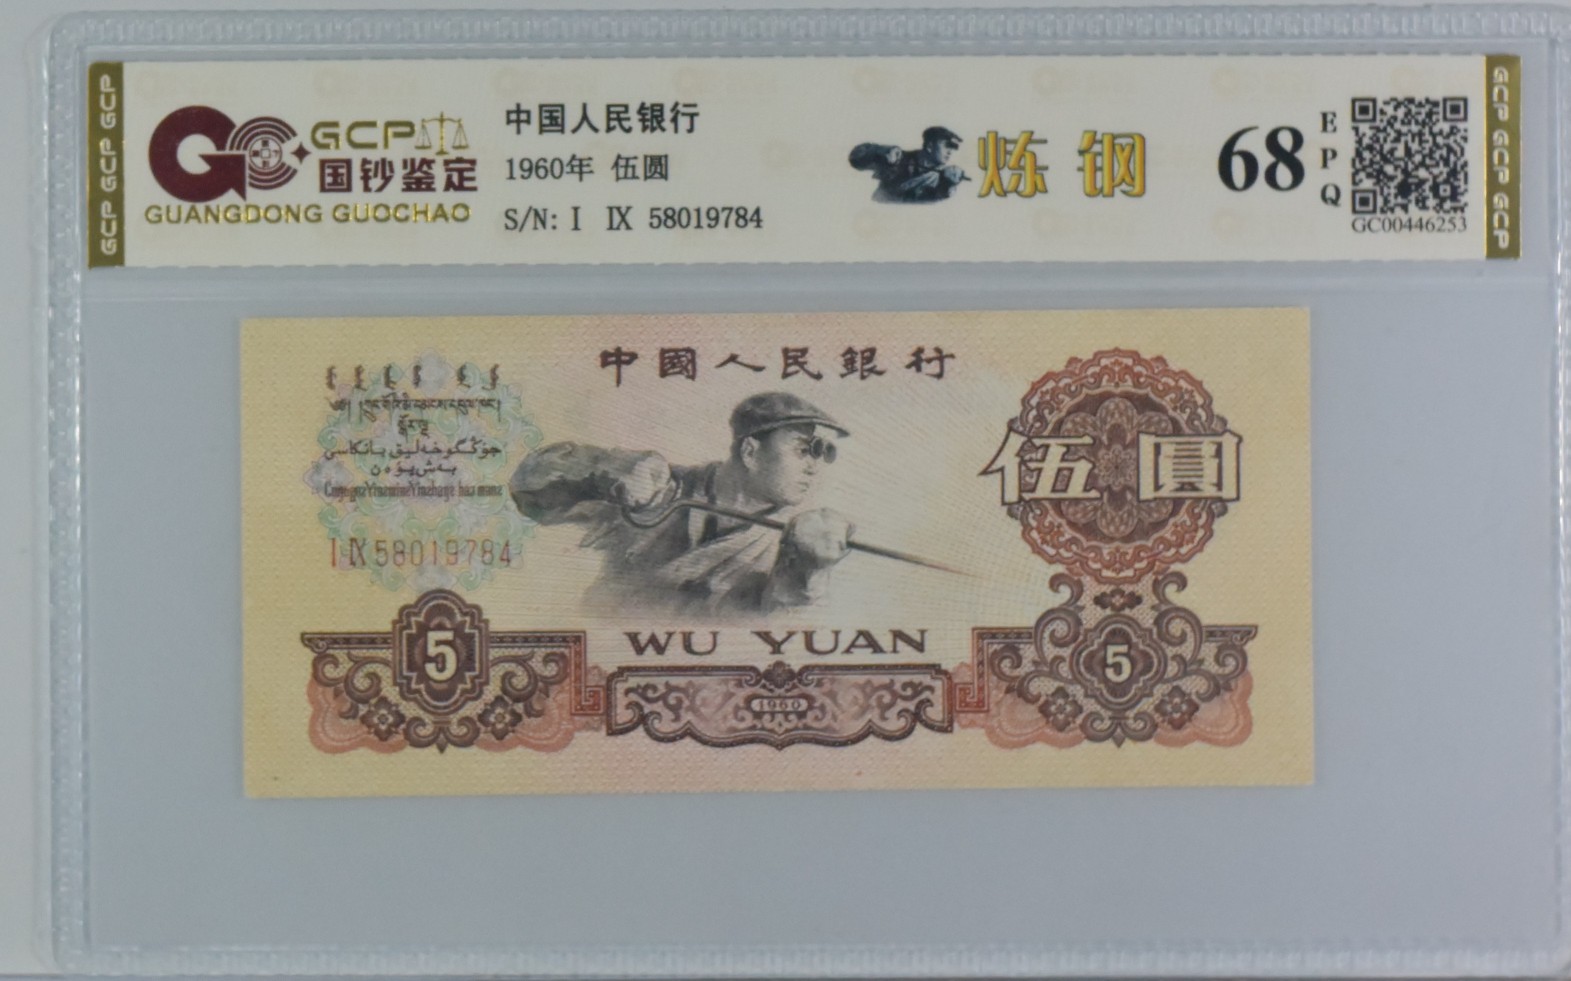 GCP GCP GCP
GCP
国钞鉴定
GUANGDONG GUOCHAO
中国人民银行
1960年 伍圆
S/N: I IX 58019784
炼钢
68
EPQ
GC00446253
GCP GCP GCP
中國人民銀行
伍圓
I IX 58019784
WU YUAN
5
1960
5